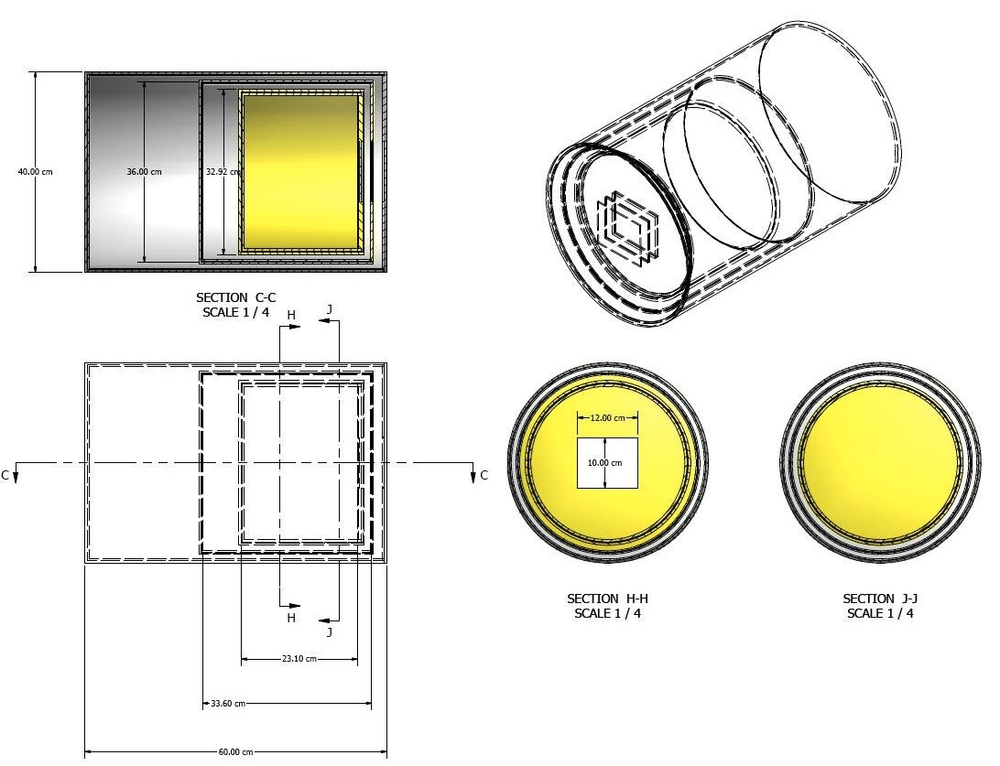 40.00 cm
36.00 cm
32.92 cm
SECTION C-C
SCALE 1 / 4
H
J
C
C
12.00 cm
10.00 cm
H
J
SECTION H-H
SCALE 1 / 4
SECTION J-J
SCALE 1 / 4
23.10 cm
33.60 cm
60.00 cm